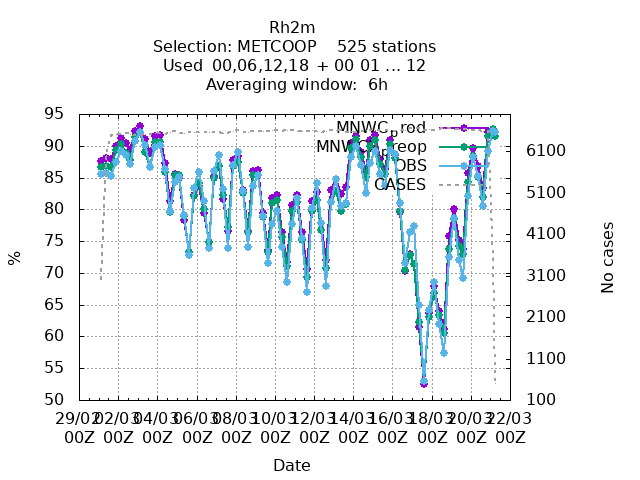 Rh2m
Selection: METCOOP 525 stations
Used 00,06,12,18 + 00 01 ... 12
Averaging window: 6h
95
90
85
80
75
70
65
60
55
50
%
6100
5100
4100
3100
2100
1100
100
No cases
MNWC_prod
MNWC_preop
OBS
CASES
29/02 02/03 04/03 06/03 08/03 10/03 12/03 14/03 16/03 18/03 20/03 22/03
00Z 00Z 00Z 00Z 00Z 00Z 00Z 00Z 00Z 00Z 00Z 00Z
Date